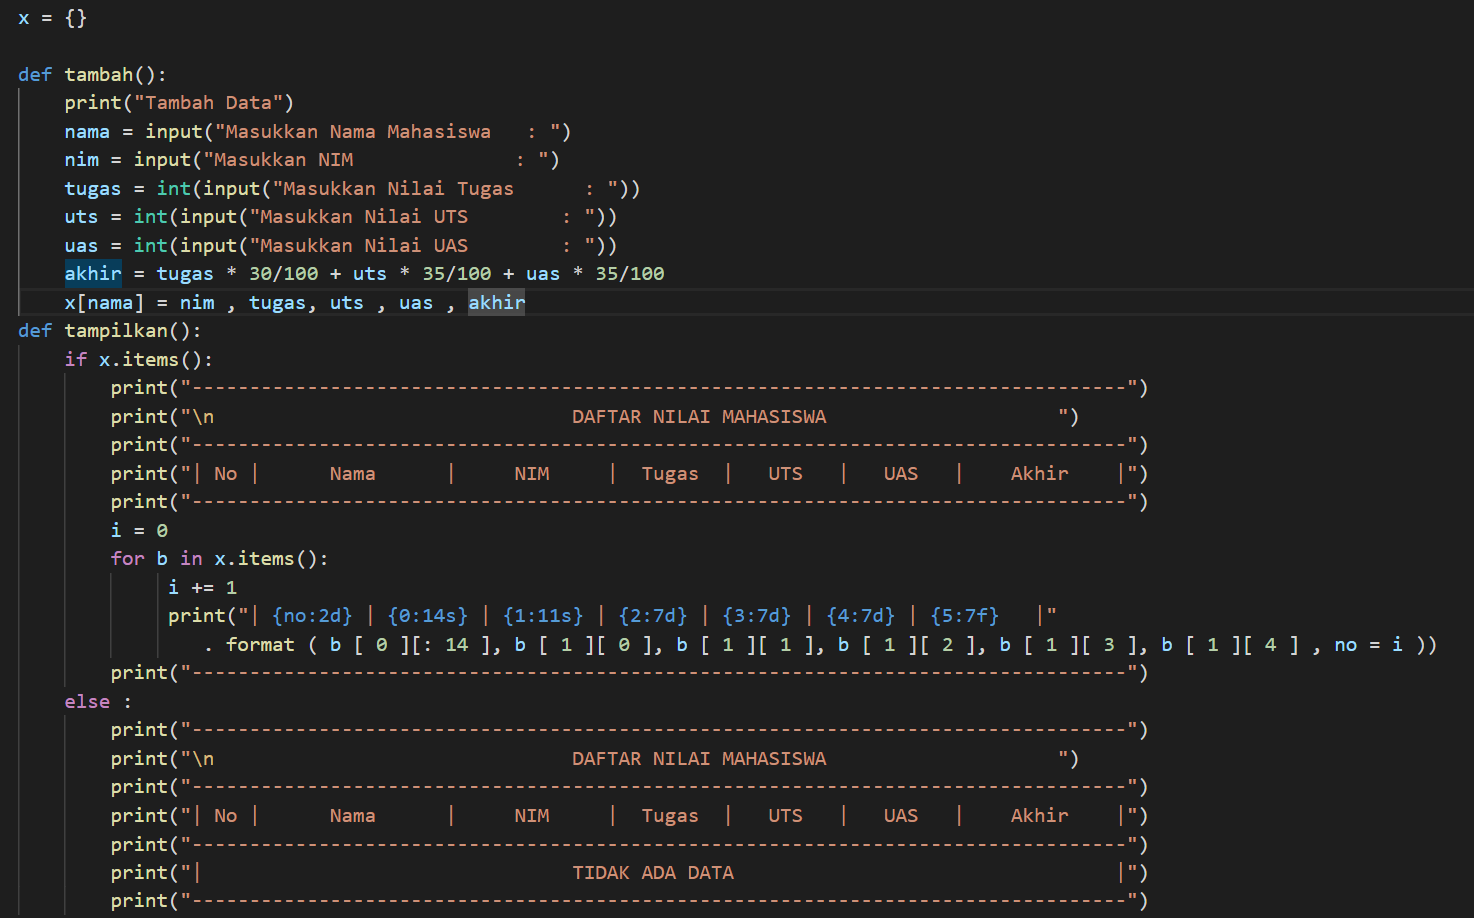 x = {}

def tambah():
    print("Tambah Data")
    nama = input("Masukkan Nama Mahasiswa   : ")
    nim = input("Masukkan NIM              : ")
    tugas = int(input("Masukkan Nilai Tugas      : "))
    uts = int(input("Masukkan Nilai UTS        : "))
    uas = int(input("Masukkan Nilai UAS        : "))
    akhir = tugas * 30/100 + uts * 35/100 + uas * 35/100
    x[nama] = nim , tugas, uts , uas , akhir
def tampilkan():
    if x.items():
        print("---------------------------------------------------------------------------------")
        print("\n                               DAFTAR NILAI MAHASISWA                    ")
        print("---------------------------------------------------------------------------------")
        print("| No |      Nama      |     NIM     |  Tugas  |   UTS   |   UAS   |    Akhir    |")
        print("---------------------------------------------------------------------------------")
        i = 0
        for b in x.items():
             i += 1
             print("| {no:2d} | {0:14s} | {1:11s} | {2:7d} | {3:7d} | {4:7d} | {5:7f}   |"
                . format ( b [ 0 ][: 14 ], b [ 1 ][ 0 ], b [ 1 ][ 1 ], b [ 1 ][ 2 ], b [ 1 ][ 3 ], b [ 1 ][ 4 ] , no = i ))
        print("---------------------------------------------------------------------------------")
    else :
        print("---------------------------------------------------------------------------------")
        print("\n                               DAFTAR NILAI MAHASISWA                    ")
        print("---------------------------------------------------------------------------------")
        print("| No |      Nama      |     NIM     |  Tugas  |   UTS   |   UAS   |    Akhir    |")
        print("---------------------------------------------------------------------------------")
        print("|                                TIDAK ADA DATA                                 |")
        print("---------------------------------------------------------------------------------")